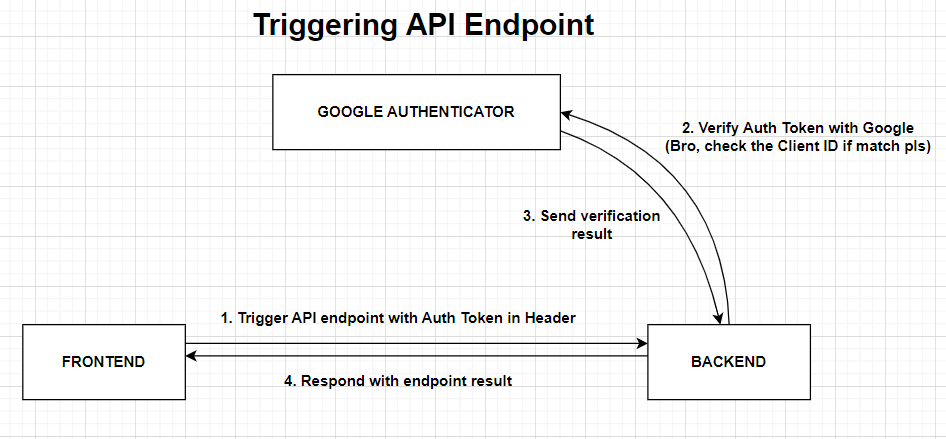 Triggering API Endpoint
GOOGLE AUTHENTICATOR
2. Verify Auth Token with Google
(Bro, check the Client ID if match pls)
3. Send verification
result
1. Trigger API endpoint with Auth Token in Header
FRONTEND
BACKEND
4. Respond with endpoint result